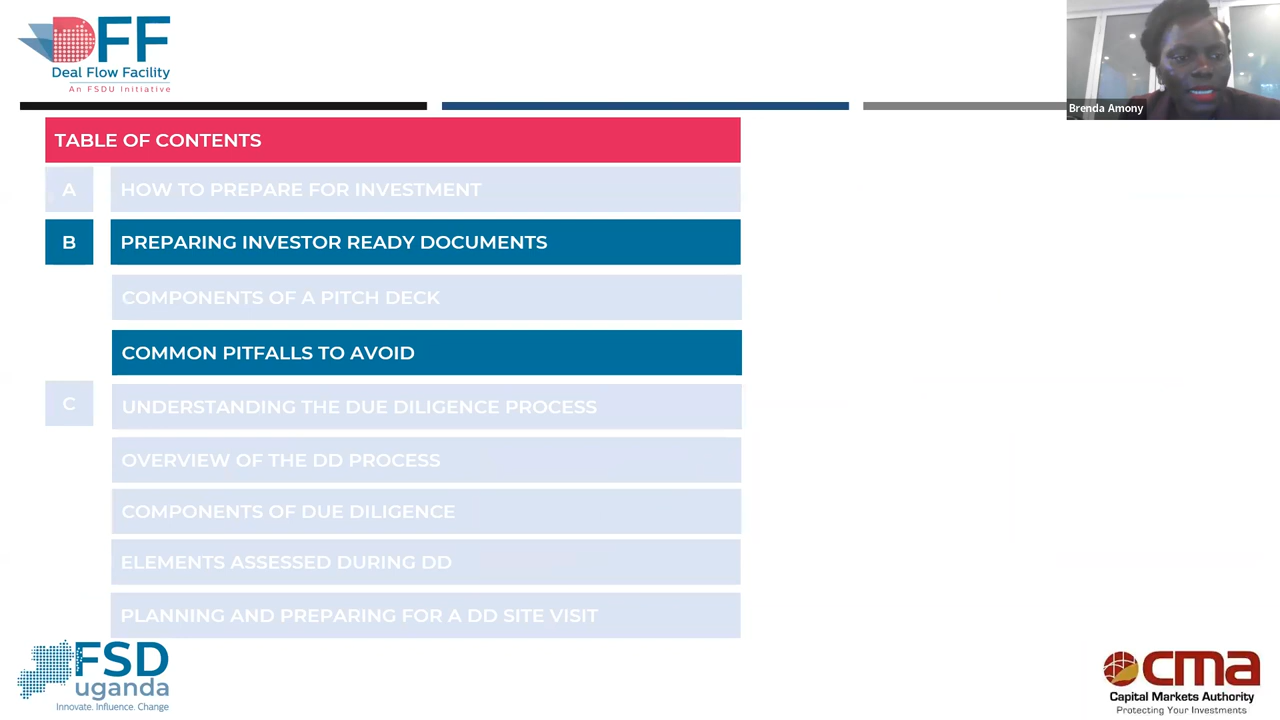 DFF
Deal Flow Facility
An FSDU Initiative
Brenda Amony
TABLE OF CONTENTS
A HOW TO PREPARE FOR INVESTMENT
B PREPARING INVESTOR READY DOCUMENTS
COMPONENTS OF A PITCH DECK
COMMON PITFALLS TO AVOID
C UNDERSTANDING THE DUE DILIGENCE PROCESS
OVERVIEW OF THE DD PROCESS
COMPONENTS OF DUE DILIGENCE
ELEMENTS ASSESSED DURING DD
PLANNING AND PREPARING FOR A DD SITE VISIT
FSD
uganda
Innovate. Influence. Change
cma
Capital Markets Authority
Protecting Your Investments